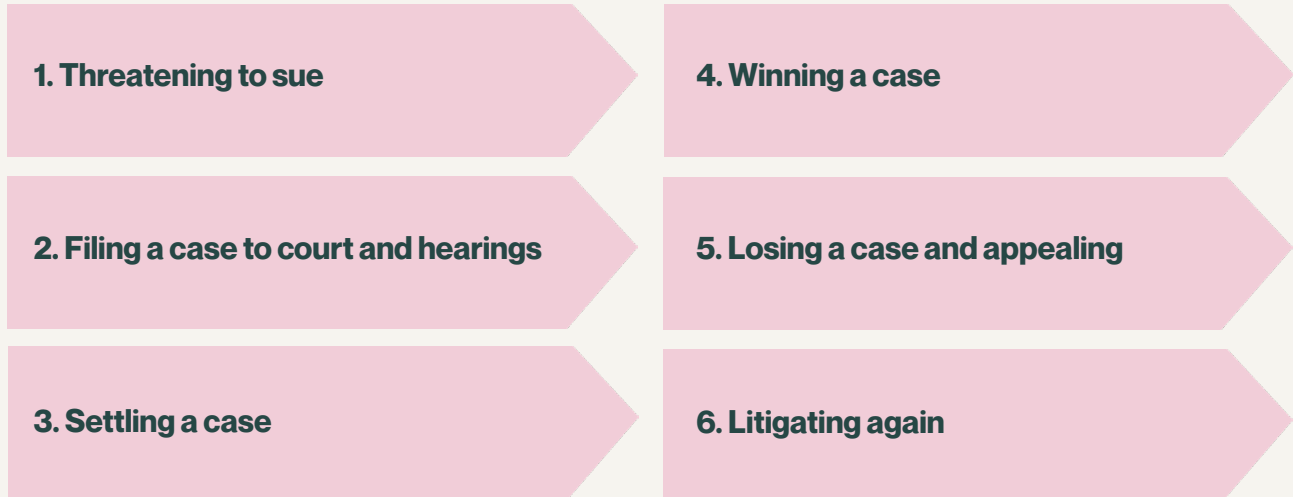 1. Threatening to sue
2. Filing a case to court and hearings
3. Settling a case
4. Winning a case
5. Losing a case and appealing
6. Litigating again